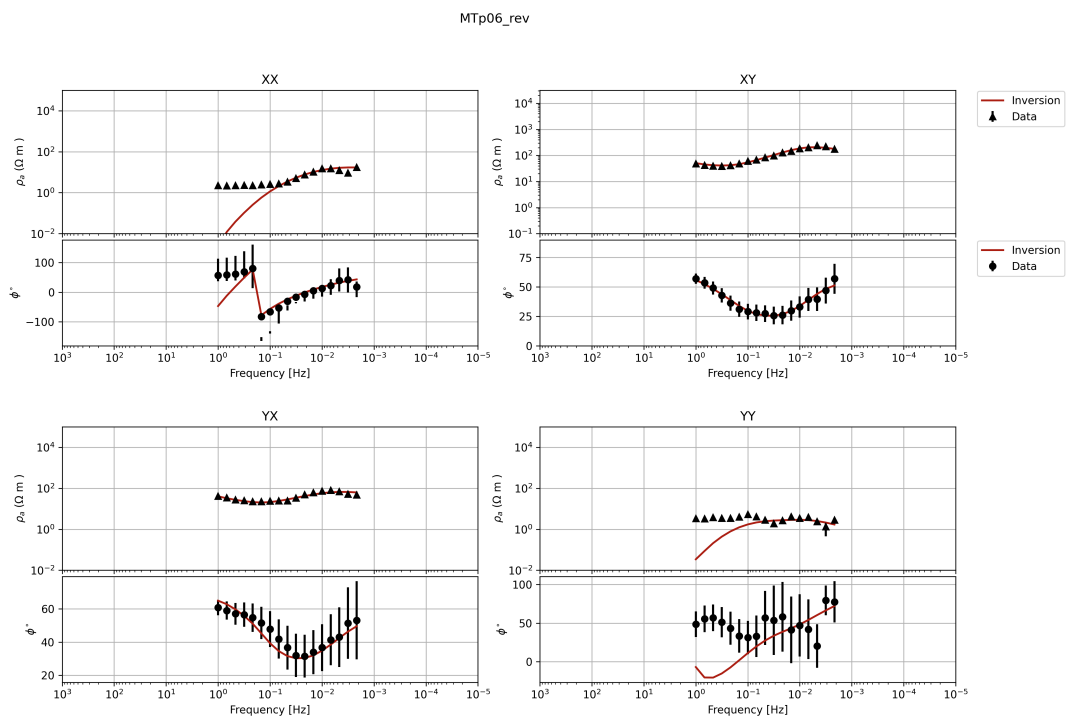 MTp06_rev
XX
XY
Inversion
Data
10⁴
10²
10⁰
10⁻²
ρₐ (Ω m )
10⁴
10³
10²
10¹
10⁰
10⁻¹
ρₐ (Ω m )
Inversion
Data
100
0
−100
ϕ°
75
50
25
0
ϕ°
10³ 10² 10¹ 10⁰ 10⁻¹ 10⁻² 10⁻³ 10⁻⁴ 10⁻⁵
10³ 10² 10¹ 10⁰ 10⁻¹ 10⁻² 10⁻³ 10⁻⁴ 10⁻⁵
Frequency [Hz]
Frequency [Hz]
YX
YY
10⁴
10²
10⁰
10⁻²
ρₐ (Ω m )
10⁴
10²
10⁰
10⁻²
ρₐ (Ω m )
60
40
20
ϕ°
100
50
0
ϕ°
10³ 10² 10¹ 10⁰ 10⁻¹ 10⁻² 10⁻³ 10⁻⁴ 10⁻⁵
10³ 10² 10¹ 10⁰ 10⁻¹ 10⁻² 10⁻³ 10⁻⁴ 10⁻⁵
Frequency [Hz]
Frequency [Hz]